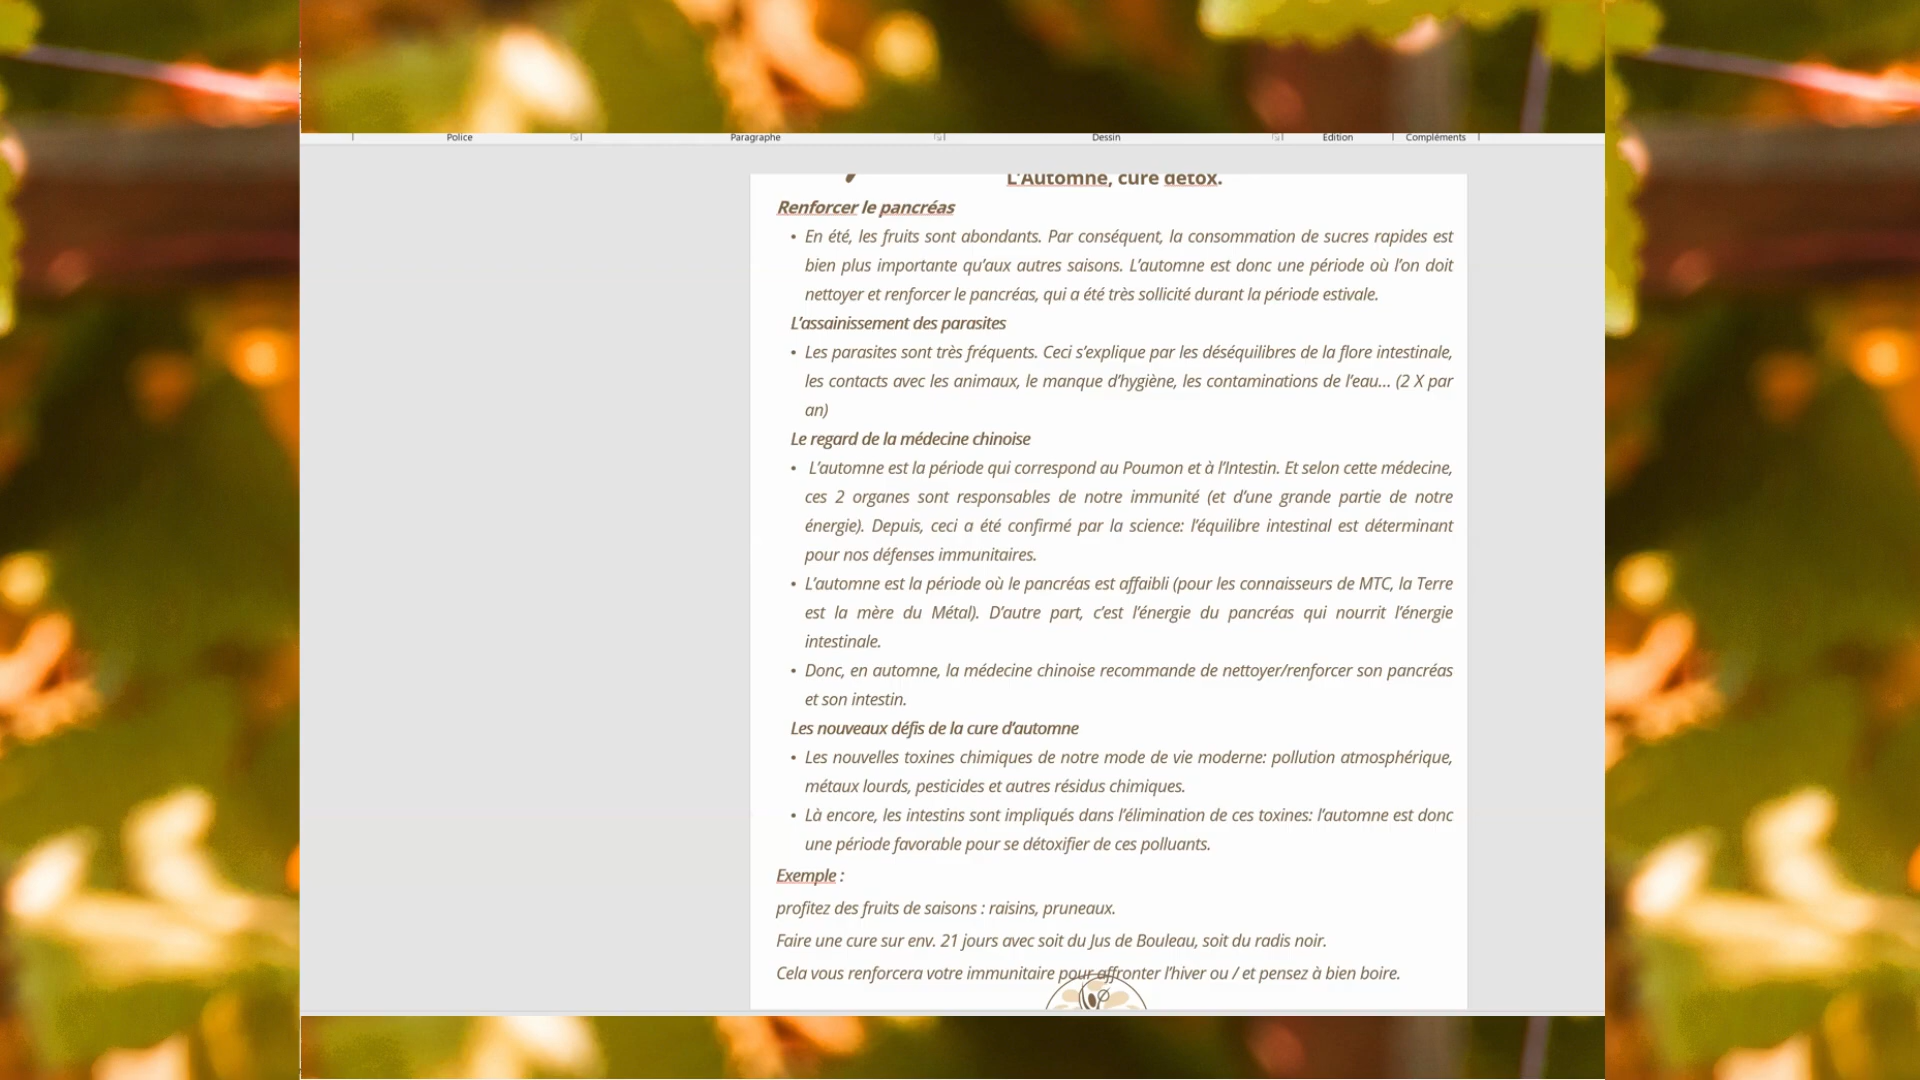 Police Paragraphe Dessin Edition Compléments
L'Automne, cure detox.
Renforcer le pancréas
• En été, les fruits sont abondants. Par conséquent, la consommation de sucres rapides est
bien plus importante qu'aux autres saisons. L'automne est donc une période où l'on doit
nettoyer et renforcer le pancréas, qui a été très sollicité durant la période estivale.
L'assainissement des parasites
• Les parasites sont très fréquents. Ceci s'explique par les déséquilibres de la flore intestinale,
les contacts avec les animaux, le manque d'hygiène, les contaminations de l'eau... (2 X par
an)
Le regard de la médecine chinoise
• L'automne est la période qui correspond au Poumon et à l'Intestin. Et selon cette médecine,
ces 2 organes sont responsables de notre immunité (et d'une grande partie de notre
énergie). Depuis, ceci a été confirmé par la science: l'équilibre intestinal est déterminant
pour nos défenses immunitaires.
• L'automne est la période où le pancréas est affaibli (pour les connaisseurs de MTC, la Terre
est la mère du Métal). D'autre part, c'est l'énergie du pancréas qui nourrit l'énergie
intestinale.
• Donc, en automne, la médecine chinoise recommande de nettoyer/renforcer son pancréas
et son intestin.
Les nouveaux défis de la cure d'automne
• Les nouvelles toxines chimiques de notre mode de vie moderne: pollution atmosphérique,
métaux lourds, pesticides et autres résidus chimiques.
• Là encore, les intestins sont impliqués dans l'élimination de ces toxines: l'automne est donc
une période favorable pour se détoxifier de ces polluants.
Exemple :
profitez des fruits de saisons : raisins, pruneaux.
Faire une cure sur env. 21 jours avec soit du Jus de Bouleau, soit du radis noir.
Cela vous renforcera votre immunitaire pour affronter l'hiver ou / et pensez à bien boire.